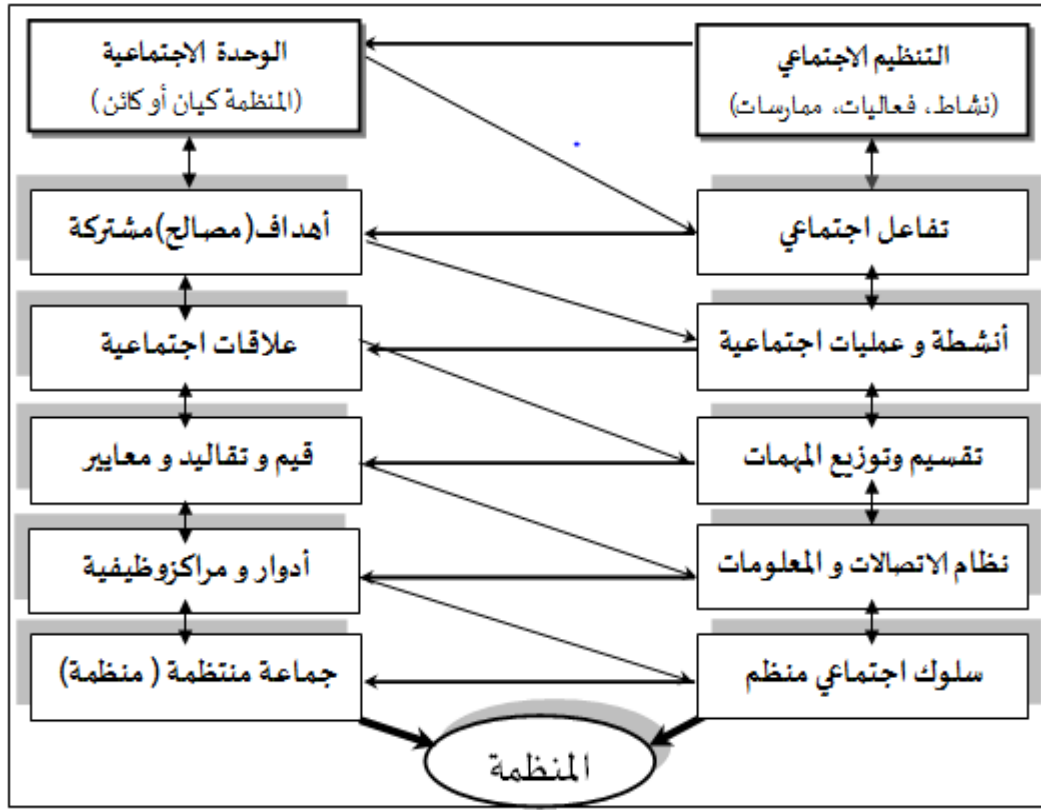 التنظيم الاجتماعي
(نشاط، فعاليات، ممارسات)
الوحدة الاجتماعية
(المنظمة كيان أو كائن)
تفاعل اجتماعي
أهداف(مصالح)مشتركة
أنشطة و عمليات اجتماعية
علاقات اجتماعية
تقسيم وتوزيع المهمات
قيم و تقاليد و معايير
نظام الاتصالات و المعلومات
أدوار و مراكزوظيفية
سلوك اجتماعي منظم
جماعة منتظمة ( منظمة)
المنظمة